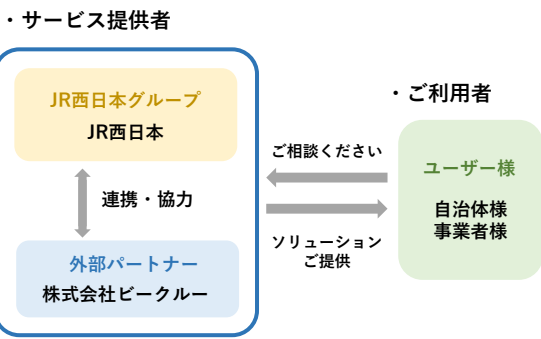 ・サービス提供者
JR西日本グループ
JR西日本
連携・協力
外部パートナー
株式会社ビークルー
ご相談ください
ソリューション
ご提供
・ご利用者
ユーザー様
自治体様
事業者様